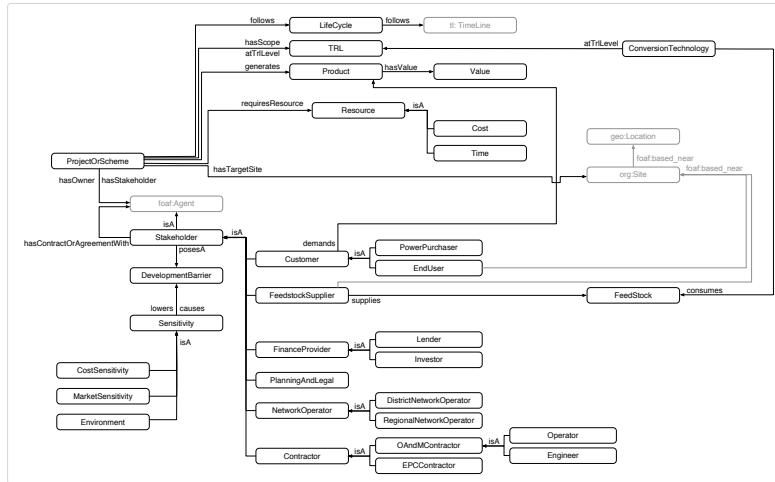 follows
LifeCycle
follows
tl: TimeLine
hasScope
TRL
atTrlLevel
ConversionTechnology
atTrlLevel
generates
Product
hasValue
Value
requiresResource
Resource
isA
Cost
Time
geo:Location
foaf:based_near
foaf:based_near
ProjectOrScheme
hasTargetSite
org:Site
hasOwner
hasStakeholder
foaf:Agent
isA
hasContractOrAgreementWith
Stakeholder
isA
posesA
demands
Customer
isA
PowerPurchaser
EndUser
DevelopmentBarrier
FeedstockSupplier
supplies
FeedStock
consumes
lowers
causes
Sensitivity
isA
FinanceProvider
isA
Lender
Investor
CostSensitivity
PlanningAndLegal
MarketSensitivity
NetworkOperator
isA
DistrictNetworkOperator
RegionalNetworkOperator
Environment
Contractor
isA
OAndMContractor
isA
Operator
Engineer
EPCContractor